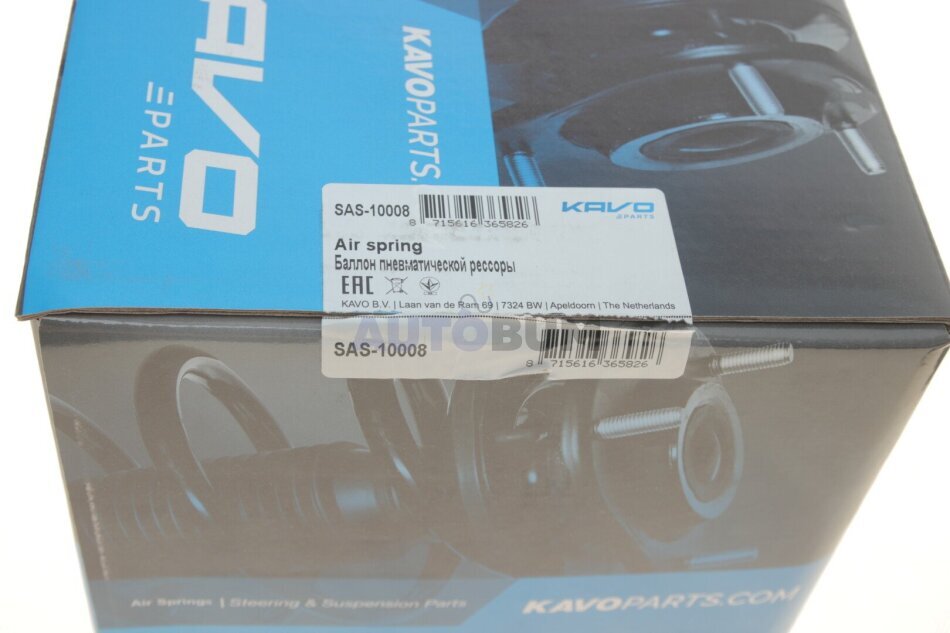 AVO
PARTS
KAVOPARTS.
SAS-10008
8 715616 365826
KAVO
PARTS
Air spring
Баллон пневматической рессоры
EAC
KAVO B.V. | Laan van de Ram 69 | 7324 BW | Apeldoorn | The Netherlands
AUTOBUM
SAS-10008
8 715616 365826
Air Springs | Steering & Suspension Parts
KAVOPARTS.COM